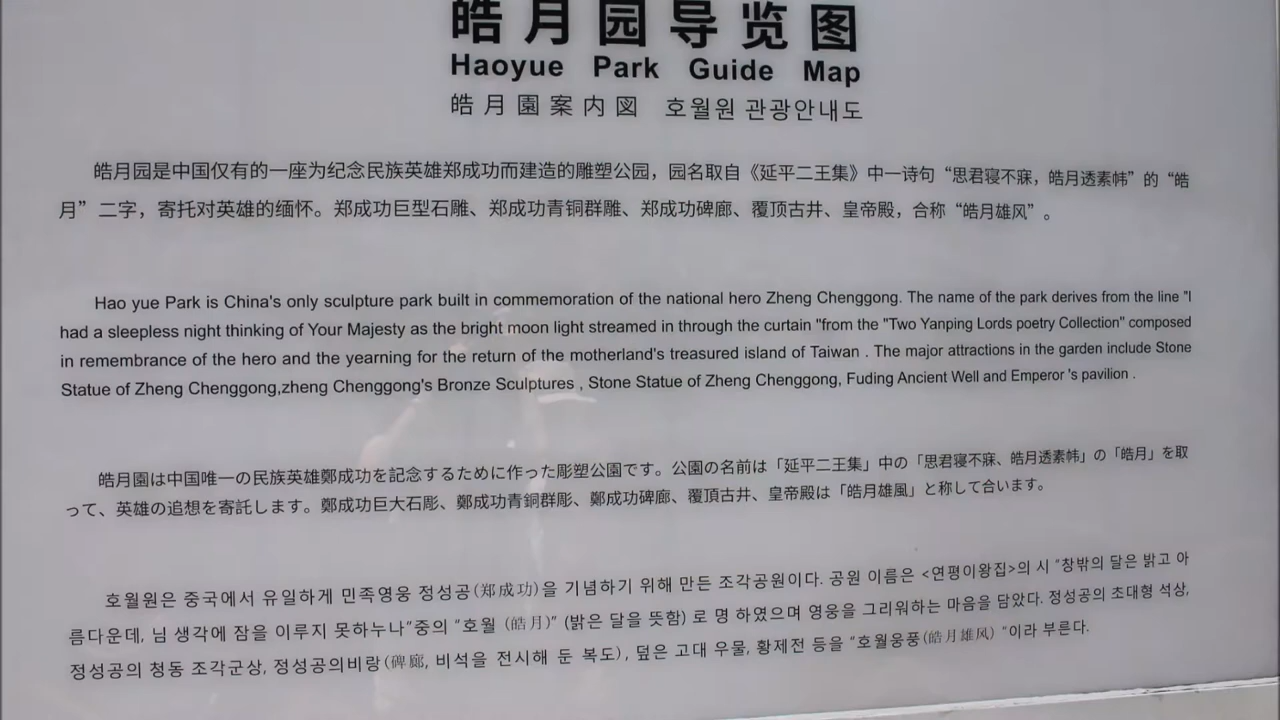 皓月园导览图
Haoyue Park Guide Map
皓月園案内図 호월원 관광안내도
皓月园是中国仅有的一座为纪念民族英雄郑成功而建造的雕塑公园，园名取自《延平二王集》中一诗句“思君寝不寐，皓月透素帏”的“皓
月”二字，寄托对英雄的缅怀。郑成功巨型石雕、郑成功青铜群雕、郑成功碑廊、覆顶古井、皇帝殿，合称“皓月雄风”。
Hao yue Park is China's only sculpture park built in commemoration of the national hero Zheng Chenggong. The name of the park derives from the line "I
had a sleepless night thinking of Your Majesty as the bright moon light streamed in through the curtain "from the "Two Yanping Lords poetry Collection" composed
in remembrance of the hero and the yearning for the return of the motherland's treasured island of Taiwan . The major attractions in the garden include Stone
Statue of Zheng Chenggong,zheng Chenggong's Bronze Sculptures , Stone Statue of Zheng Chenggong, Fuding Ancient Well and Emperor 's pavilion .
皓月園は中国唯一の民族英雄鄭成功を記念するために作った彫塑公園です。公園の名前は「延平二王集」中の「思君寝不寐、皓月透素帏」の「皓月」を取
って、英雄の追想を寄託します。鄭成功巨大石彫、鄭成功青銅群彫、鄭成功碑廊、覆頂古井、皇帝殿は「皓月雄風」と称して合います。
호월원은 중국에서 유일하게 민족영웅 정성공(郑成功)을 기념하기 위해 만든 조각공원이다. 공원 이름은 <연평이왕집>의 시 “창밖의 달은 밝고 아
름다운데, 님 생각에 잠을 이루지 못하누나”중의 “호월 (皓月)” (밝은 달을 뜻함) 로 명 하였으며 영웅을 그리워하는 마음을 담았다. 정성공의 초대형 석상,
정성공의 청동 조각군상, 정성공의비랑(碑廊, 비석을 전시해 둔 복도) , 덮은 고대 우물, 황제전 등을 “호월웅풍(皓月雄风) “이라 부른다.